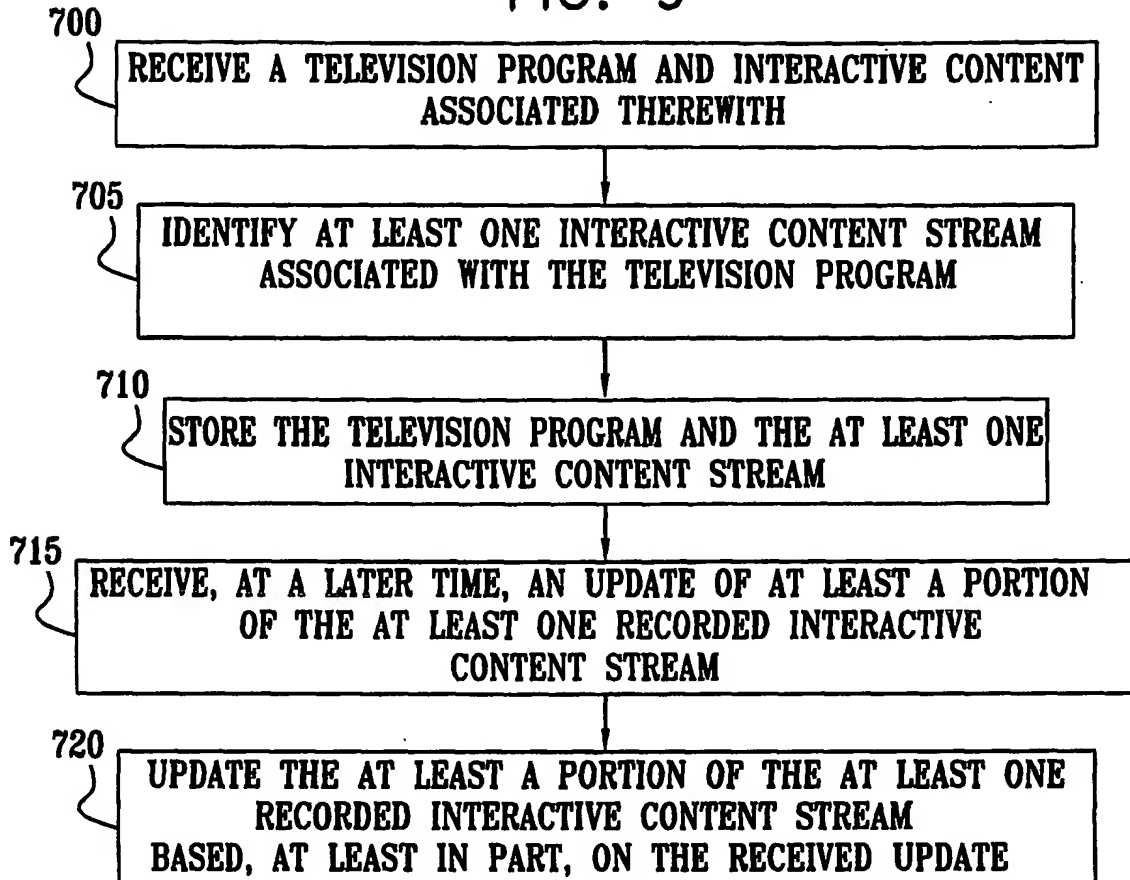 700
RECEIVE A TELEVISION PROGRAM AND INTERACTIVE CONTENT
ASSOCIATED THEREWITH
705
IDENTIFY AT LEAST ONE INTERACTIVE CONTENT STREAM
ASSOCIATED WITH THE TELEVISION PROGRAM
710
STORE THE TELEVISION PROGRAM AND THE AT LEAST ONE
INTERACTIVE CONTENT STREAM
715
RECEIVE, AT A LATER TIME, AN UPDATE OF AT LEAST A PORTION
OF THE AT LEAST ONE RECORDED INTERACTIVE
CONTENT STREAM
720
UPDATE THE AT LEAST A PORTION OF THE AT LEAST ONE
RECORDED INTERACTIVE CONTENT STREAM
BASED, AT LEAST IN PART, ON THE RECEIVED UPDATE